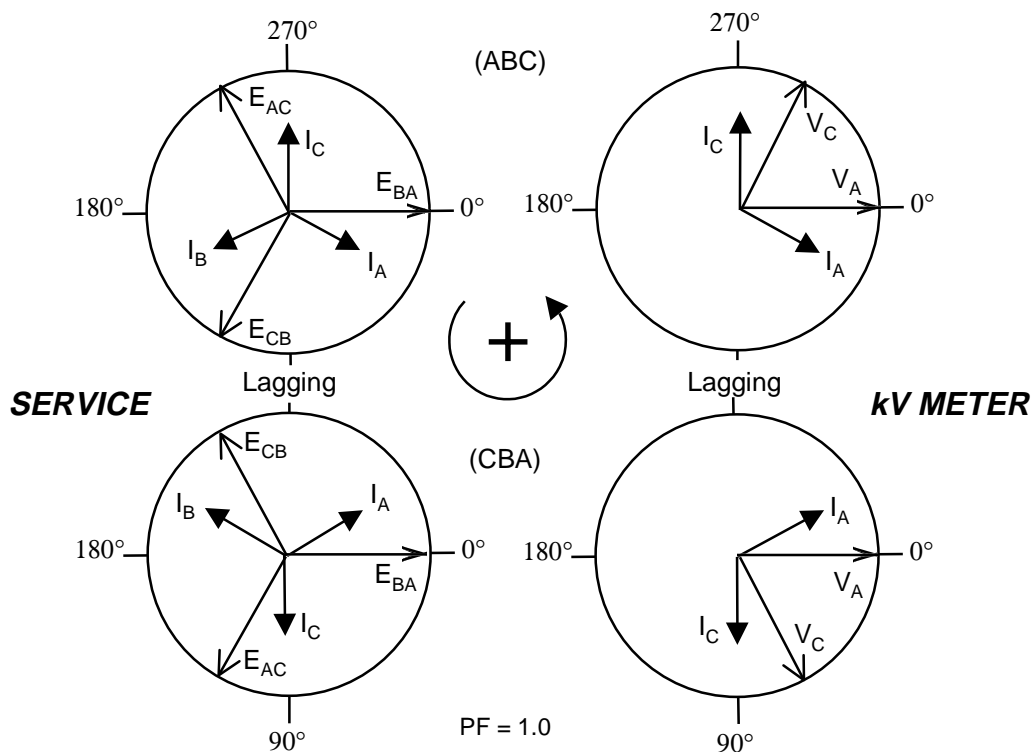 270°
270°
(ABC)
E_AC
I_C
E_BA
180°
0°
I_B
I_A
E_CB
V_C
I_C
V_A
180°
0°
I_A
+
Lagging
Lagging
SERVICE
kV METER
(CBA)
E_CB
I_B
I_A
180°
0°
E_BA
I_C
E_AC
I_A
180°
0°
V_A
I_C
V_C
90°
PF = 1.0
90°